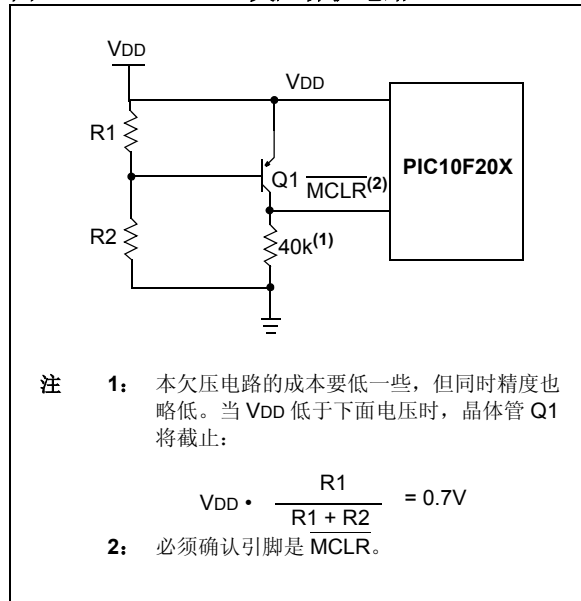 VDD
VDD
R1
Q1
MCLR(2)
PIC10F20X
R2
40k(1)
注 1: 本欠压电路的成本要低一些，但同时精度也
略低。当 VDD 低于下面电压时，晶体管 Q1
将截止：
VDD • R1 / R1 + R2 = 0.7V
2: 必须确认引脚是 MCLR。